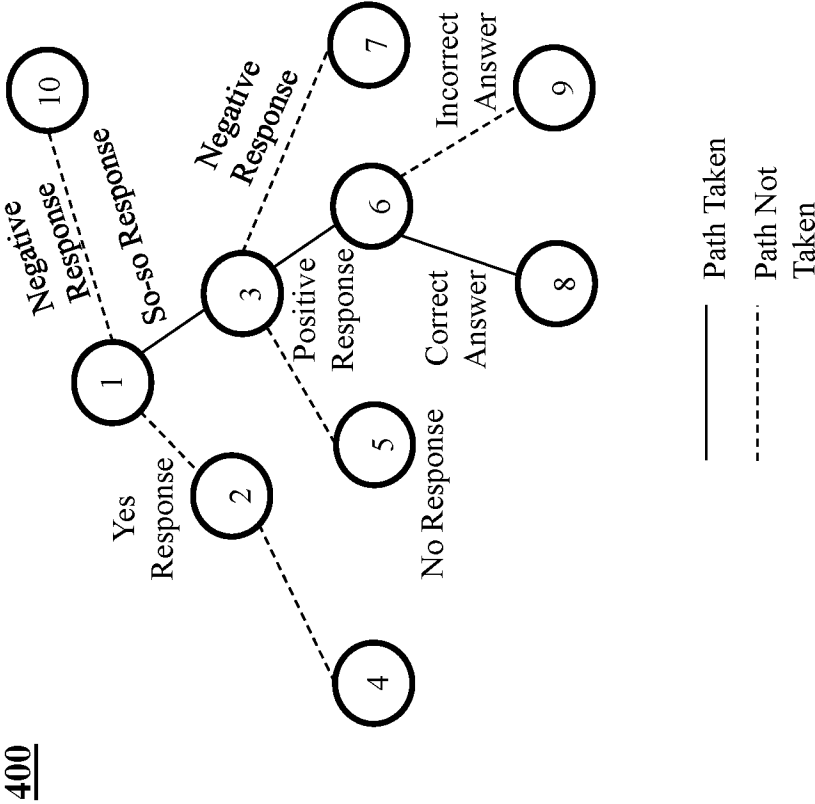 400
10
Negative
Response
So-so Response
1
Yes
Response
2
3
Negative
Response
7
Positive
Response
6
Incorrect
Answer
4
5
No Response
Correct
Answer
8
9
Path Taken
Path Not
Taken